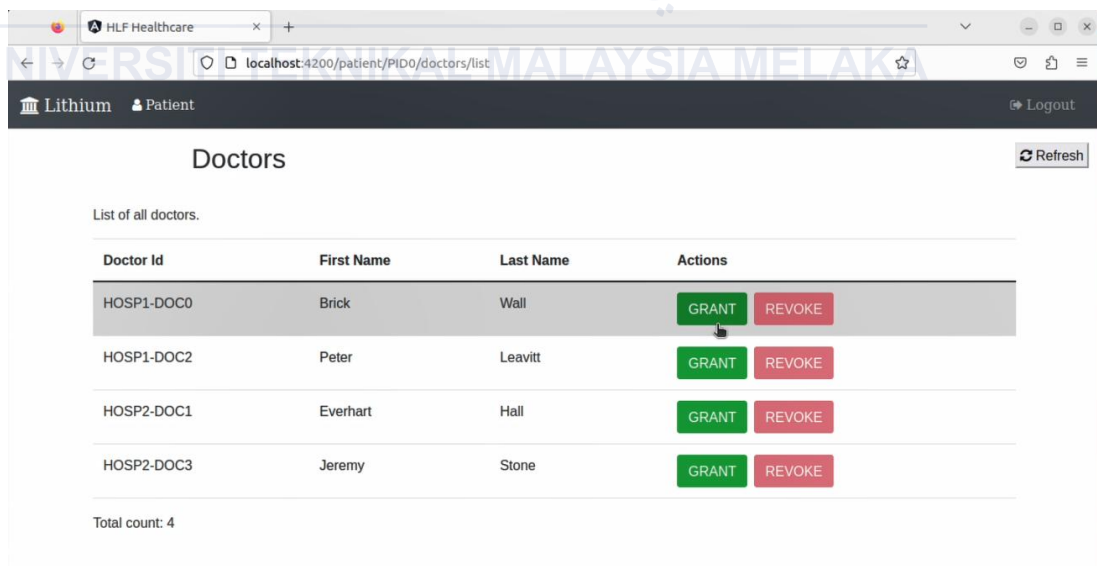 HLF Healthcare
UNIVERSITI TEKNIKAL MALAYSIA MELAKA
localhost:4200/patient/PID0/doctors/list
Lithium Patient Logout
Doctors Refresh
List of all doctors.
Doctor Id First Name Last Name Actions
HOSP1-DOC0 Brick Wall GRANT REVOKE
HOSP1-DOC2 Peter Leavitt GRANT REVOKE
HOSP2-DOC1 Everhart Hall GRANT REVOKE
HOSP2-DOC3 Jeremy Stone GRANT REVOKE
Total count: 4